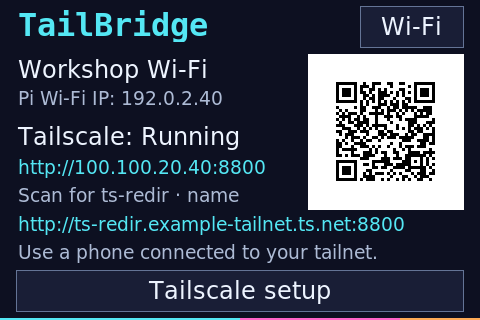 TailBridge
Wi-Fi
Workshop Wi-Fi
Pi Wi-Fi IP: 192.0.2.40
Tailscale: Running
http://100.100.20.40:8800
Scan for ts-redir · name
http://ts-redir.example-tailnet.ts.net:8800
Use a phone connected to your tailnet.
Tailscale setup